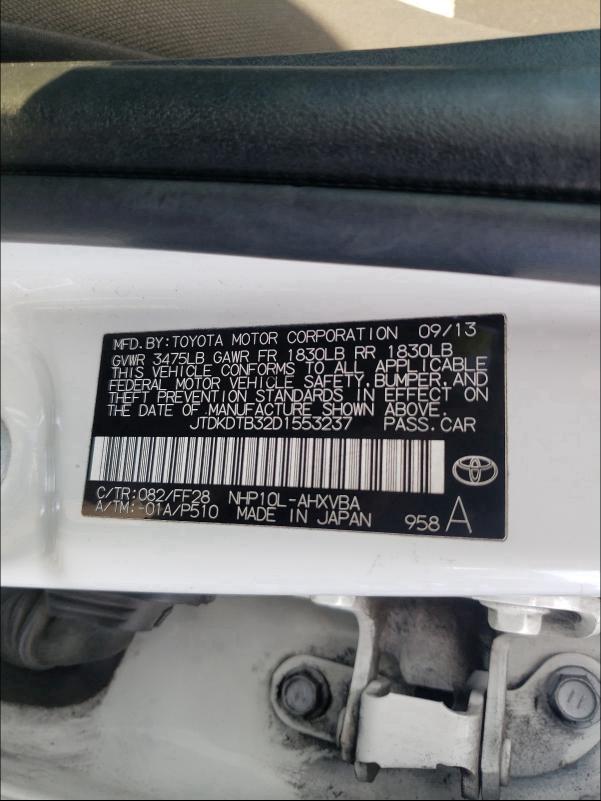 MFD.BY:TOYOTA MOTOR CORPORATION 09/13
GVWR 3475LB GAWR FR 1830LB RR 1830LB
THIS VEHICLE CONFORMS TO ALL APPLICABLE
FEDERAL MOTOR VEHICLE SAFETY,BUMPER,AND
THEFT PREVENTION STANDARDS IN EFFECT ON
THE DATE OF MANUFACTURE SHOWN ABOVE.
JTDKDTB32D1553237 PASS.CAR
C/TR:082/FF28 NHP10L-AHXVBA
A/TM:-01A/P510 MADE IN JAPAN 958 A